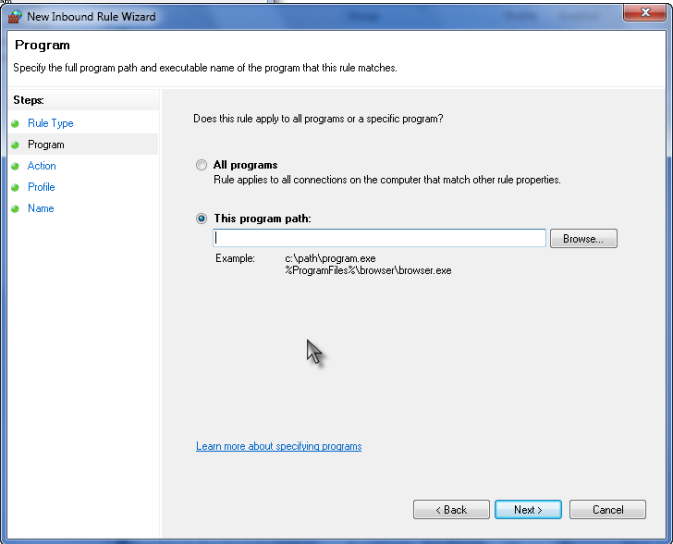 New Inbound Rule Wizard
Program
Specify the full program path and executable name of the program that this rule matches.
Steps:
Rule Type
Program
Action
Profile
Name
Does this rule apply to all programs or a specific program?
All programs
Rule applies to all connections on the computer that match other rule properties.
This program path:
Browse...
Example: c:\path\program.exe
%ProgramFiles%\browser\browser.exe
Learn more about specifying programs
< Back Next > Cancel